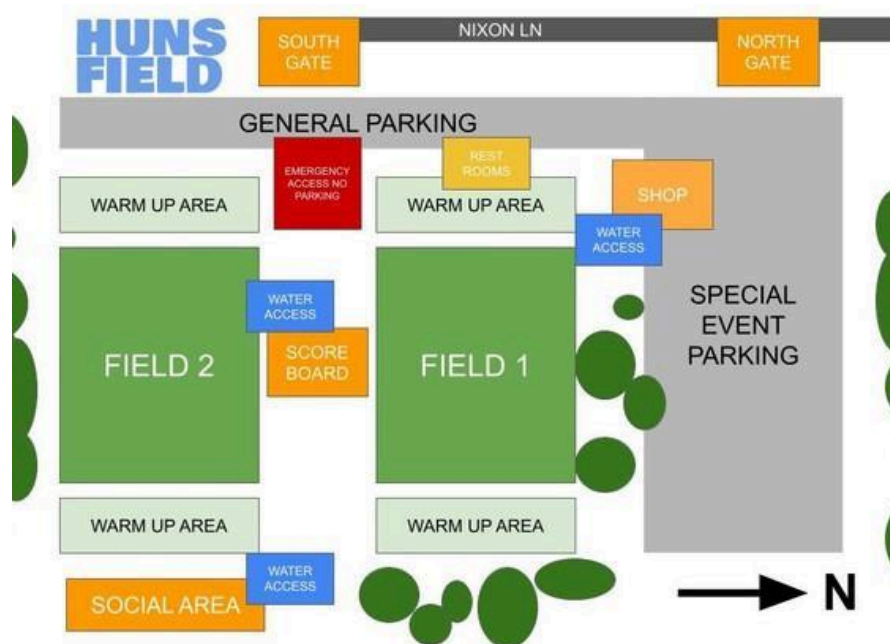 HUNS
FIELD
SOUTH
GATE
NIXON LN
NORTH
GATE
GENERAL PARKING
EMERGENCY
ACCESS NO
PARKING
REST
ROOMS
SHOP
WARM UP AREA
WARM UP AREA
WATER
ACCESS
WATER
ACCESS
SPECIAL
EVENT
PARKING
FIELD 2
SCORE
BOARD
FIELD 1
WARM UP AREA
WARM UP AREA
WATER
ACCESS
SOCIAL AREA
N